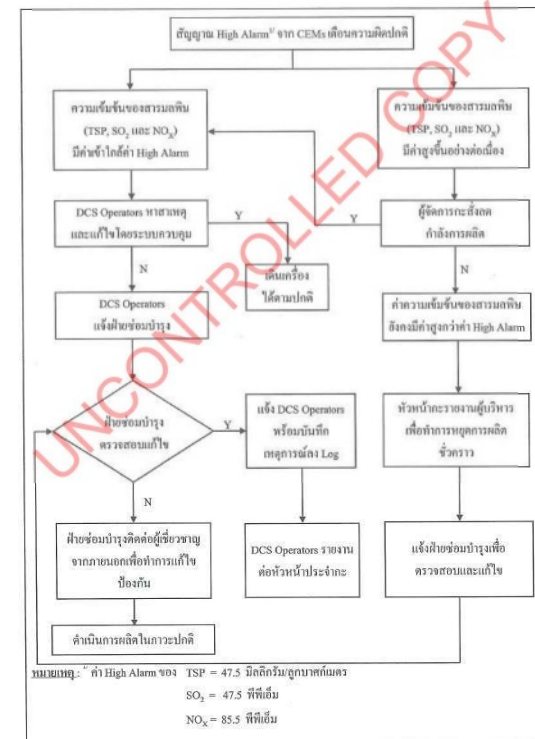 สัญญาณ High Alarm1/ จาก CEMs เตือนความผิดปกติ
ความเข้มข้นของสารมลพิษ
(TSP, SO2 และ NOX)
มีค่าเข้าใกล้ค่า High Alarm
ความเข้มข้นของสารมลพิษ
(TSP, SO2 และ NOX)
มีค่าสูงขึ้นอย่างต่อเนื่อง
DCS Operators หาสาเหตุ
และแก้ไขโดยระบบควบคุม
Y
Y
ผู้จัดการกะสั่งลด
กำลังการผลิต
N
เดินเครื่อง
ได้ตามปกติ
N
DCS Operators
แจ้งฝ่ายซ่อมบำรุง
ค่าความเข้มข้นของสารมลพิษ
ยังคงมีค่าสูงกว่าค่า High Alarm
ฝ่ายซ่อมบำรุง
ตรวจสอบแก้ไข
Y
แจ้ง DCS Operators
พร้อมบันทึก
เหตุการณ์ลง Log
หัวหน้ากะรายงานผู้บริหาร
เพื่อทำการหยุดการผลิต
ชั่วคราว
N
ฝ่ายซ่อมบำรุงติดต่อผู้เชี่ยวชาญ
จากภายนอกเพื่อทำการแก้ไข
ป้องกัน
DCS Operators รายงาน
ต่อหัวหน้าประจำกะ
แจ้งฝ่ายซ่อมบำรุงเพื่อ
ตรวจสอบและแก้ไข
ดำเนินการผลิตในภาวะปกติ
หมายเหตุ : ค่า High Alarm ของ TSP = 47.5 มิลลิกรัม/ลูกบาศก์เมตร
SO2 = 47.5 พีพีเอ็ม
NOX = 85.5 พีพีเอ็ม
UNCONTROLLED COPY